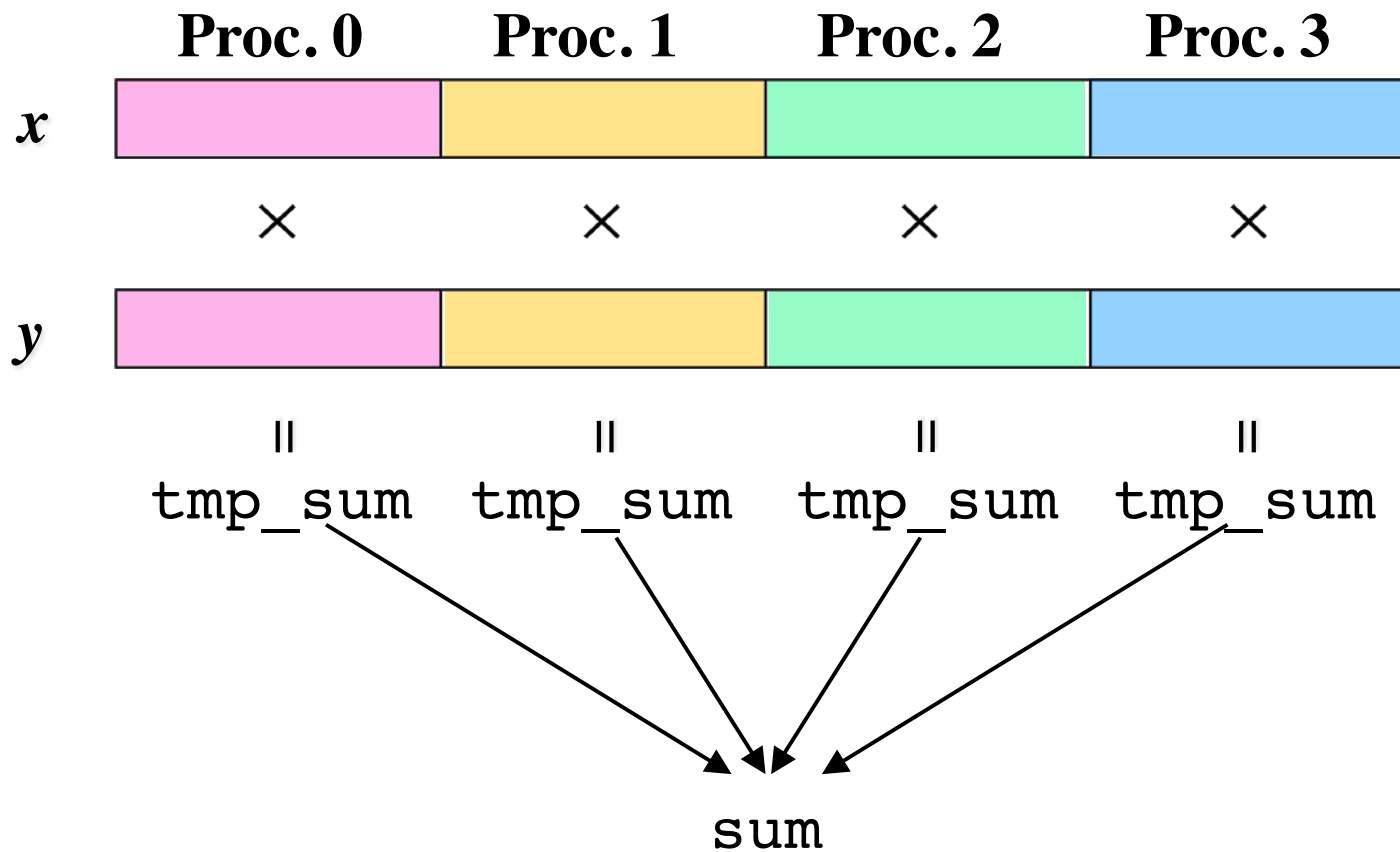 Proc. 0 Proc. 1 Proc. 2 Proc. 3
x
× × × ×
y
= = = =
tmp_sum tmp_sum tmp_sum tmp_sum
sum